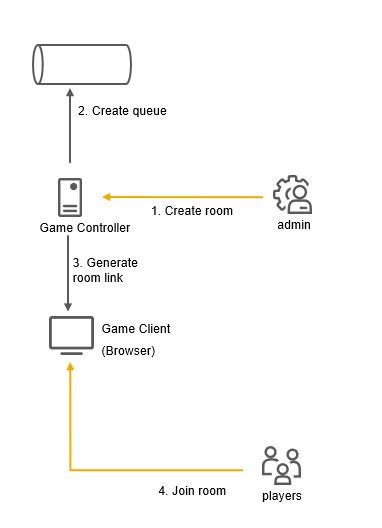 2. Create queue
1. Create room
Game Controller
admin
3. Generate
room link
Game Client
(Browser)
4. Join room
players